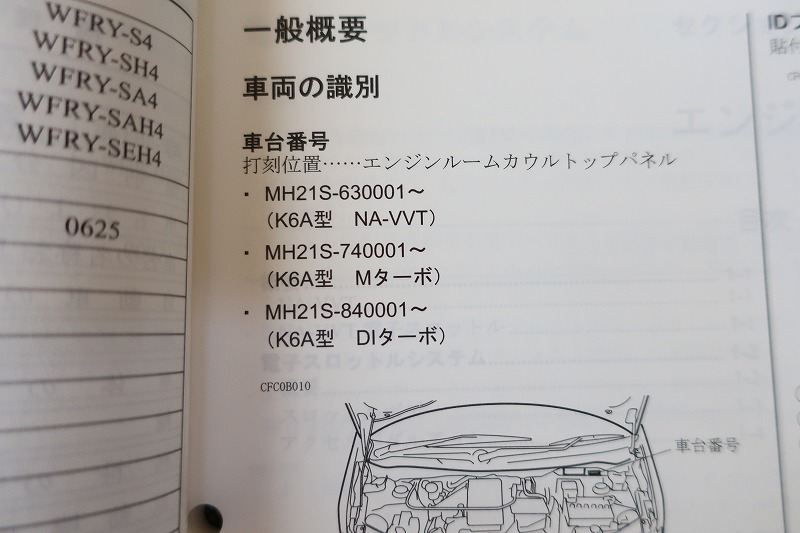 WFRY-S4
WFRY-SH4
WFRY-SA4
WFRY-SAH4
WFRY-SEH4
0625
一般概要
車両の識別
車台番号
打刻位置……エンジンルームカウルトップパネル
・ MH21S-630001～
（K6A型　NA-VVT）
・ MH21S-740001～
（K6A型　Mターボ）
・ MH21S-840001～
（K6A型　DIターボ）
CFC0B010
車台番号
IDプ
貼付